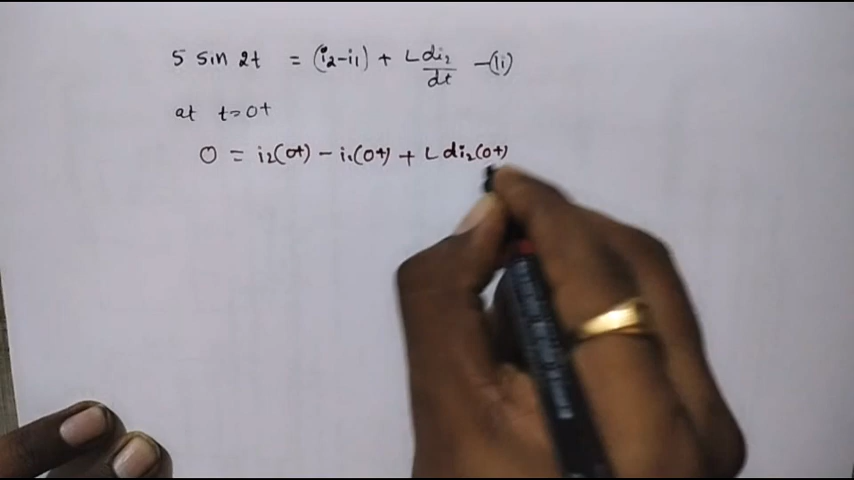 5 sin 2t = (i₂-i₁) + L di₂/dt -(ii)
at t=0+
0 = i₂(0+) - i₁(0+) + L di₂(0+)